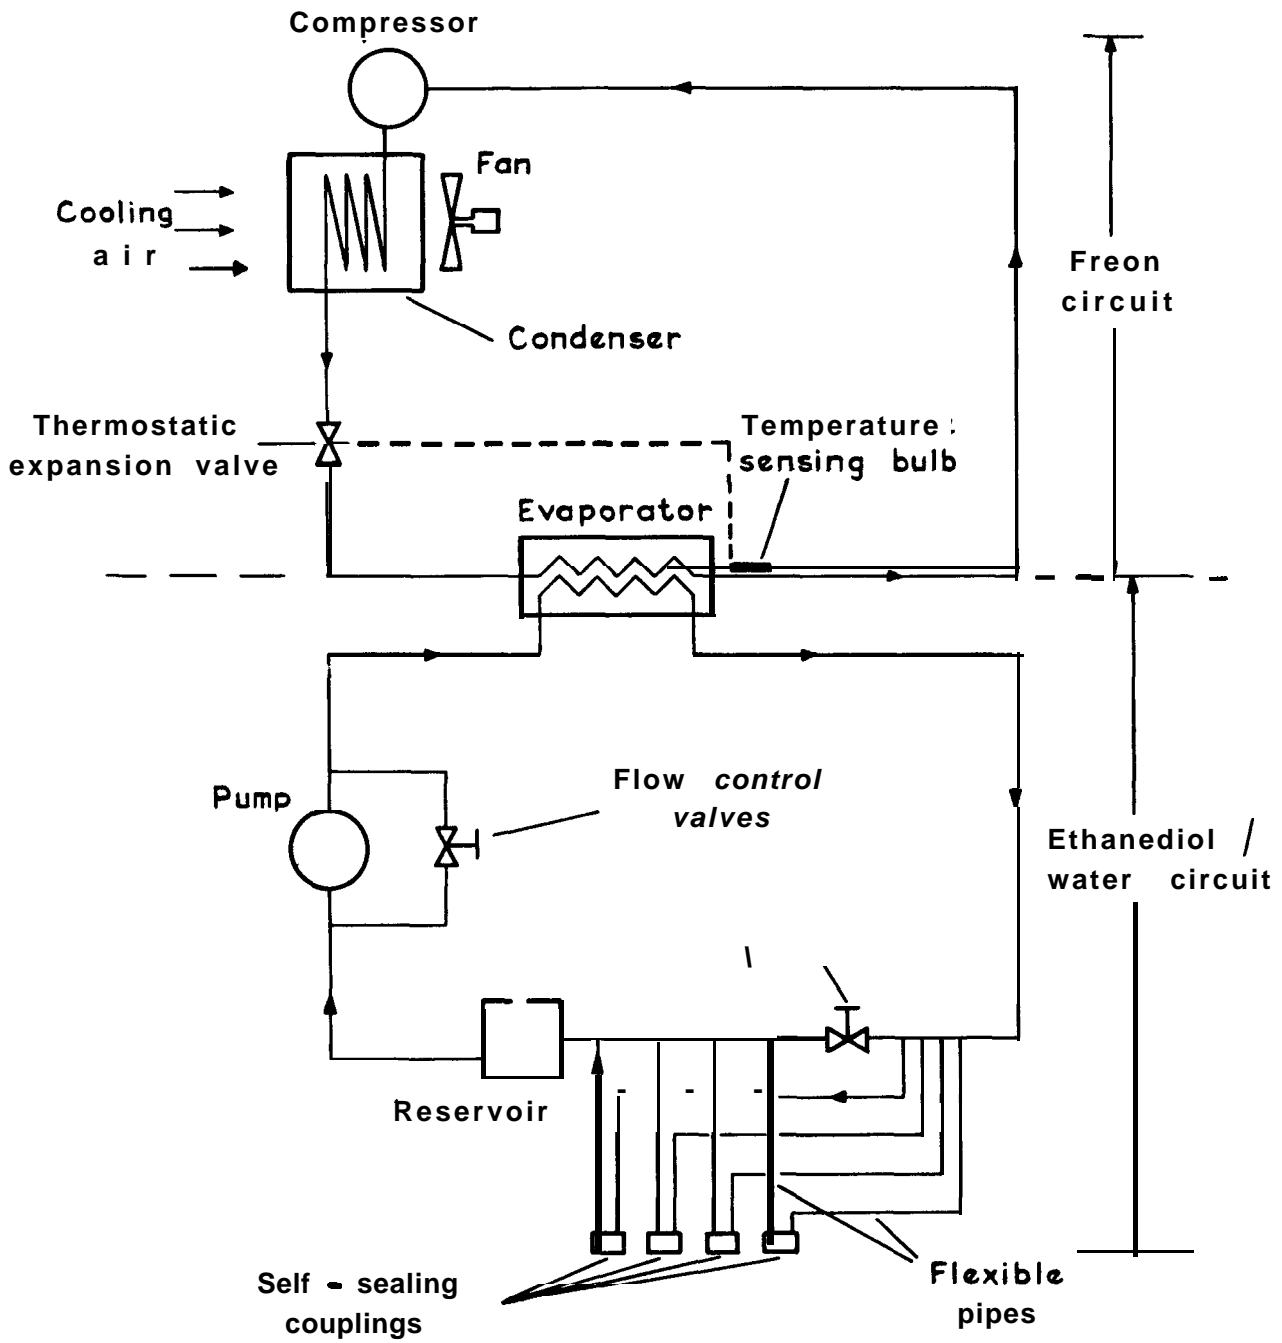 Compressor
Fan
Cooling
air
Freon
circuit
Condenser
Thermostatic
expansion valve
Temperature
sensing bulb
Evaporator
Pump
Flow control
valves
Ethanediol /
water circuit
Reservoir
Self - sealing
couplings
Flexible
pipes